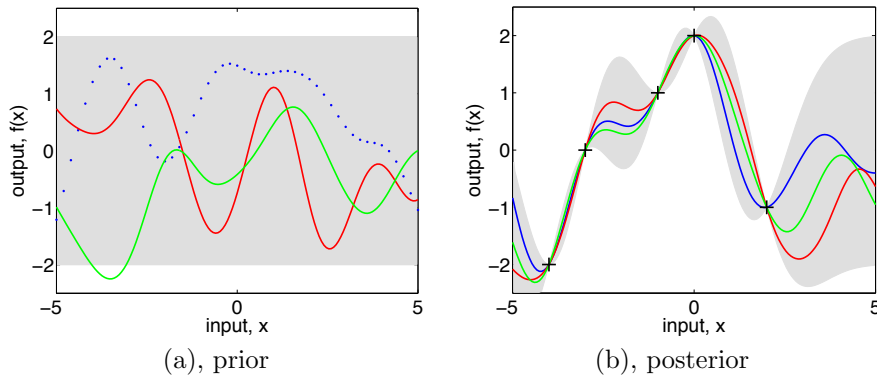 2
1
0
−1
−2
output, f(x)
−5
0
5
input, x
(a), prior
2
1
0
−1
−2
output, f(x)
−5
0
5
input, x
(b), posterior